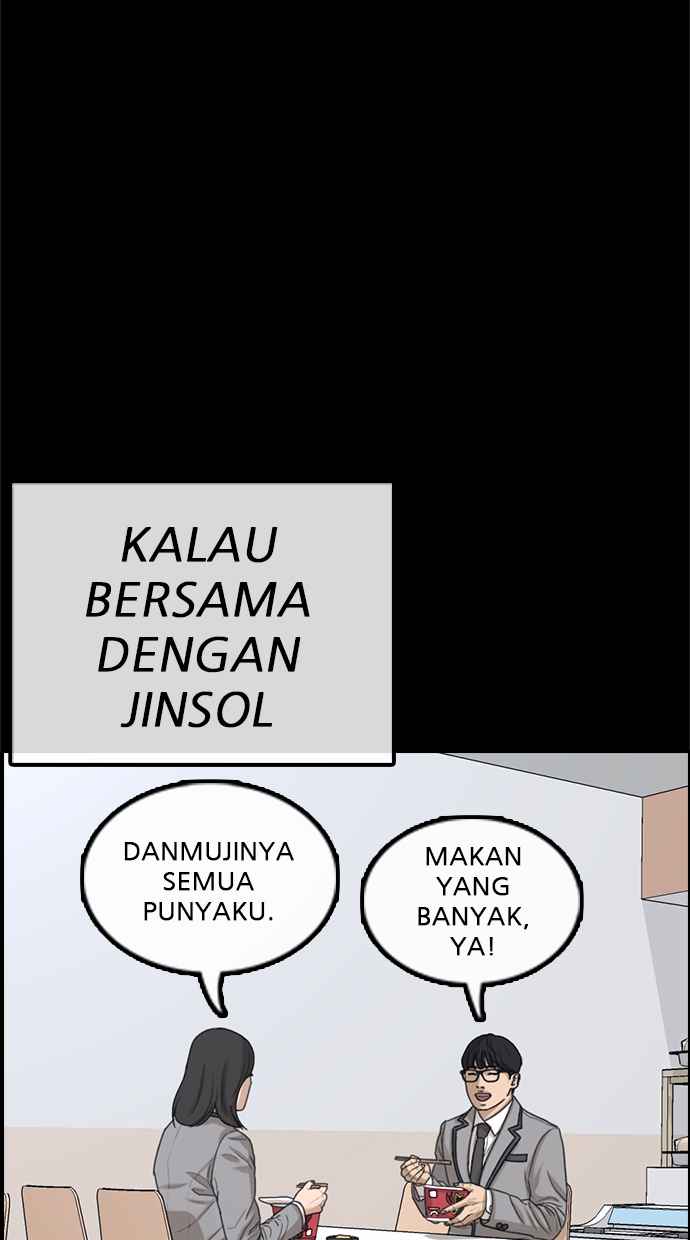 KALAU
BERSAMA
DENGAN
JINSOL
DANMUJINYA
SEMUA
PUNYAKU.
MAKAN
YANG
BANYAK,
YA!